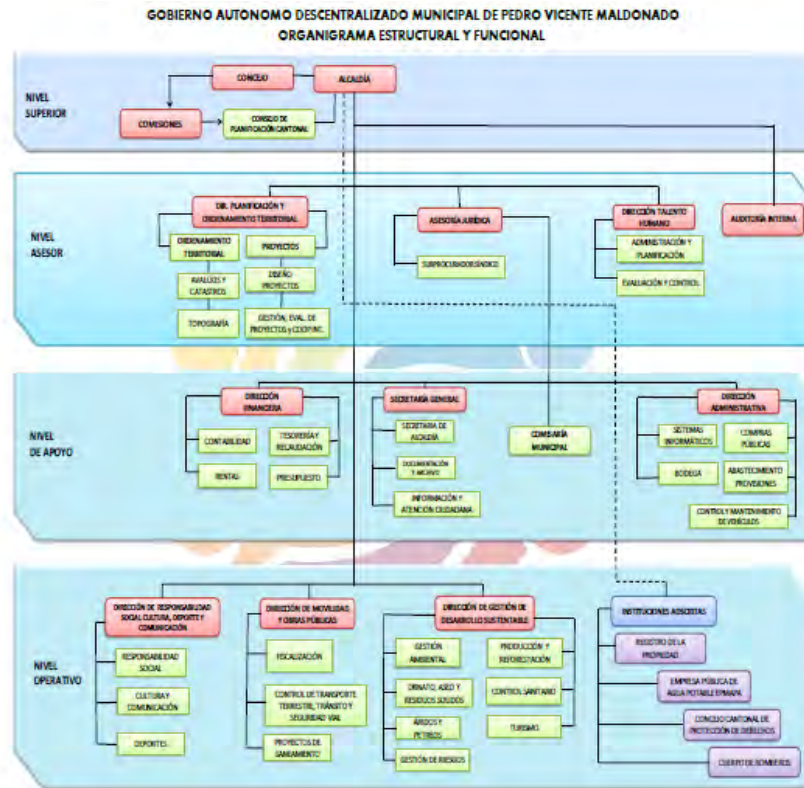 GOBIERNO AUTONOMO DESCENTRALIZADO MUNICIPAL DE PEDRO VICENTE MALDONADO
ORGANIGRAMA ESTRUCTURAL Y FUNCIONAL
NIVEL
SUPERIOR
CONCEJO
ALCALDÍA
COMISIONES
CONSEJO DE
PLANIFICACIÓN CANTONAL
NIVEL
ASESOR
DIR. PLANIFICACIÓN Y
ORDENAMIENTO TERRITORIAL
ORDENAMIENTO
TERRITORIAL
PROYECTOS
AVALUOS Y
CATASTROS
DISEÑO
PROYECTOS
TOPOGRAFÍA
GESTIÓN, EVAL. DE
PROYECTOS y COOP.INC.
ASESORÍA JURÍDICA
SUBPROCURADOR SÍNDICO
DIRECCIÓN TALENTO
HUMANO
ADMINISTRACIÓN Y
PLANIFICACIÓN
EVALUACIÓN Y CONTROL
AUDITORÍA INTERNA
NIVEL
DE APOYO
DIRECCIÓN
FINANCIERA
CONTABILIDAD
TESORERÍA Y
RECAUDACIÓN
RENTAS
PRESUPUESTO
SECRETARÍA GENERAL
SECRETARIA DE
ALCALDÍA
DOCUMENTACIÓN
Y ARCHIVO
INFORMACIÓN Y
ATENCIÓN CIUDADANA
COMISARÍA
MUNICIPAL
DIRECCIÓN
ADMINISTRATIVA
SISTEMAS
INFORMÁTICOS
COMPRAS
PÚBLICAS
BODEGA
ABASTECIMIENTO
PROVISIONES
CONTROL Y MANTENIMIENTO
DE VEHÍCULOS
NIVEL
OPERATIVO
DIRECCIÓN DE RESPONSABILIDAD
SOCIAL CULTURA, DEPORTE Y
COMUNICACIÓN
RESPONSABILIDAD
SOCIAL
CULTURA Y
COMUNICACIÓN
DEPORTES
DIRECCIÓN DE MOVILIDAD
Y OBRAS PÚBLICAS
FISCALIZACIÓN
CONTROL DE TRANSPORTE
TERRESTRE, TRÁNSITO Y
SEGURIDAD VIAL
PROYECTOS DE
SANEAMIENTO
DIRECCIÓN DE GESTIÓN DE
DESARROLLO SUSTENTABLE
GESTIÓN
AMBIENTAL
PRODUCCIÓN Y
REFORESTACIÓN
ORNATO, ASEO Y
RESIDUOS SOLIDOS
CONTROL SANITARIO
ÁRIDOS Y
PETREOS
TURISMO
GESTIÓN DE RIESGOS
INSTITUCIONES ADSCRITAS
REGISTRO DE LA
PROPIEDAD
EMPRESA PÚBLICA DE
AGUA POTABLE EPMAPA
CONCEJO CANTONAL DE
PROTECCIÓN DE DERECHOS
CUERPO DE BOMBEROS